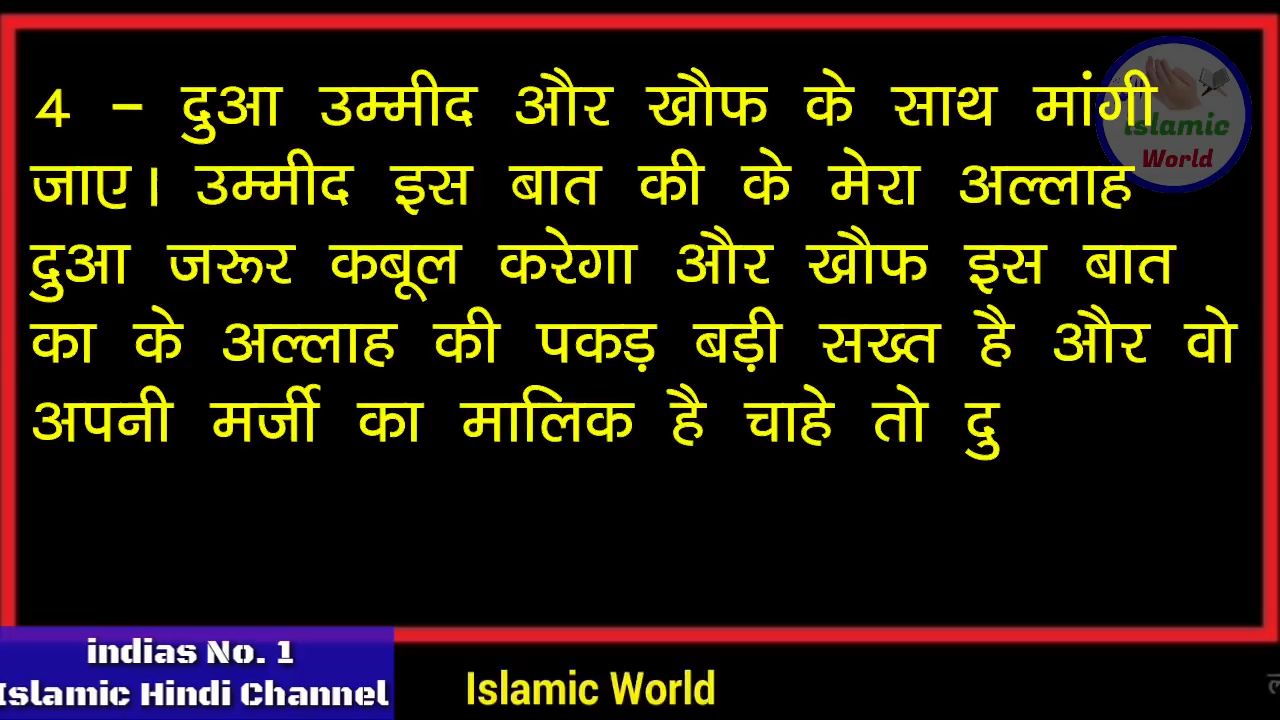 4 - दुआ उम्मीद और खौफ के साथ मांगी
जाए। उम्मीद इस बात की के मेरा अल्लाह
दुआ जरूर कबूल करेगा और खौफ इस बात
का के अल्लाह की पकड़ बड़ी सख्त है और वो
अपनी मर्जी का मालिक है चाहे तो दु
islamic
World
indias No. 1
Islamic Hindi Channel
Islamic World